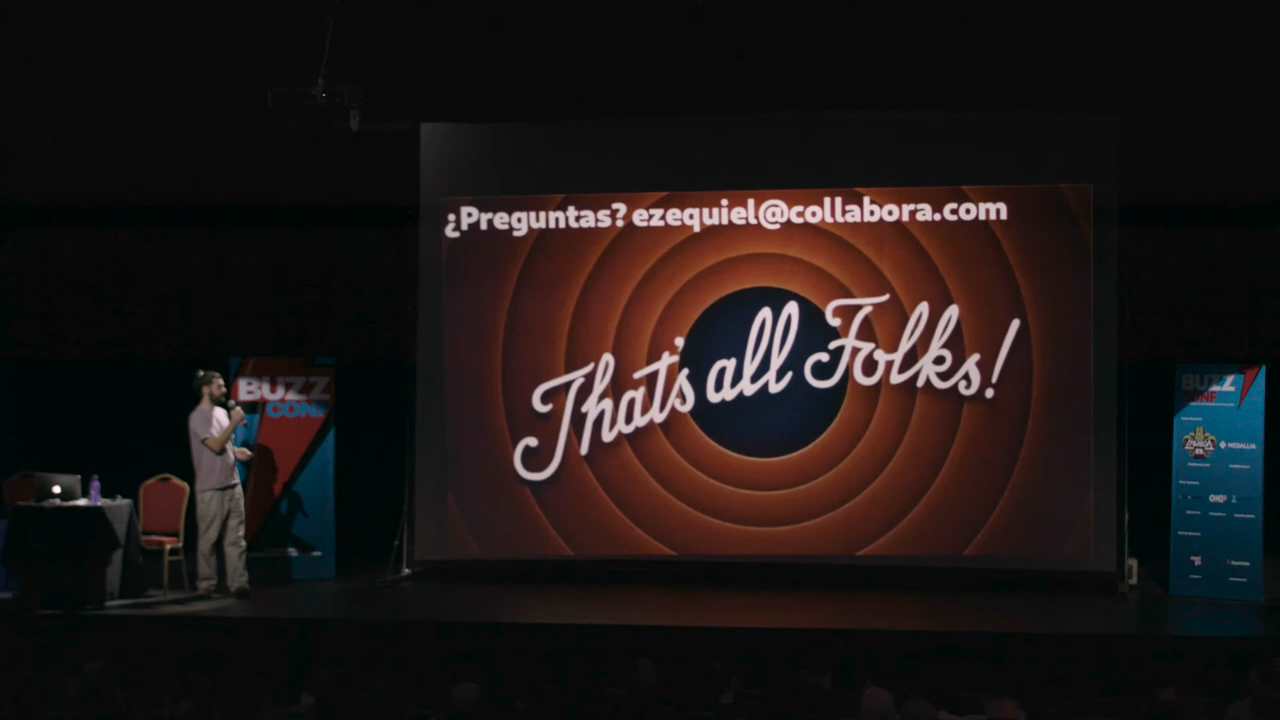 ¿Preguntas? ezequiel@collabora.com
That's all Folks!
BUZZ
CONF
BUZZ
CONF
MEDALLIA